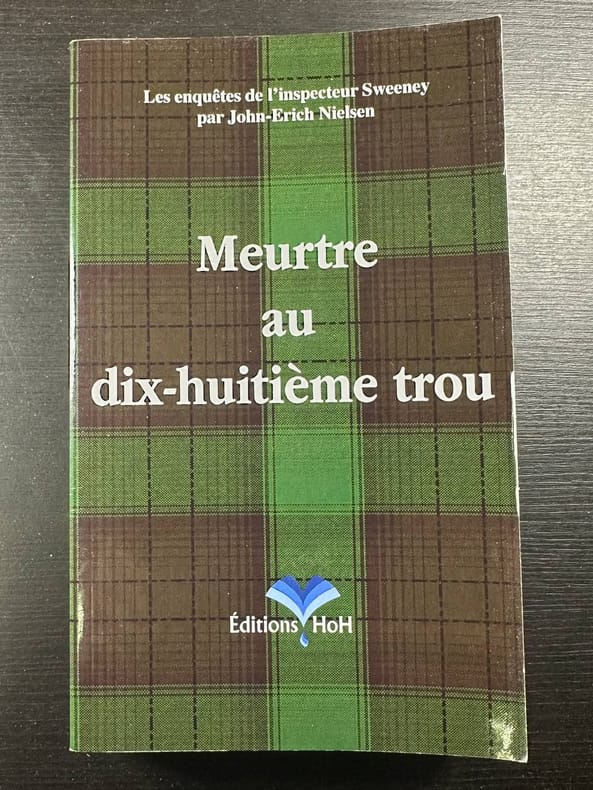 Les enquêtes de l'inspecteur Sweeney
par John-Erich Nielsen
Meurtre
au
dix-huitième trou
Éditions HoH